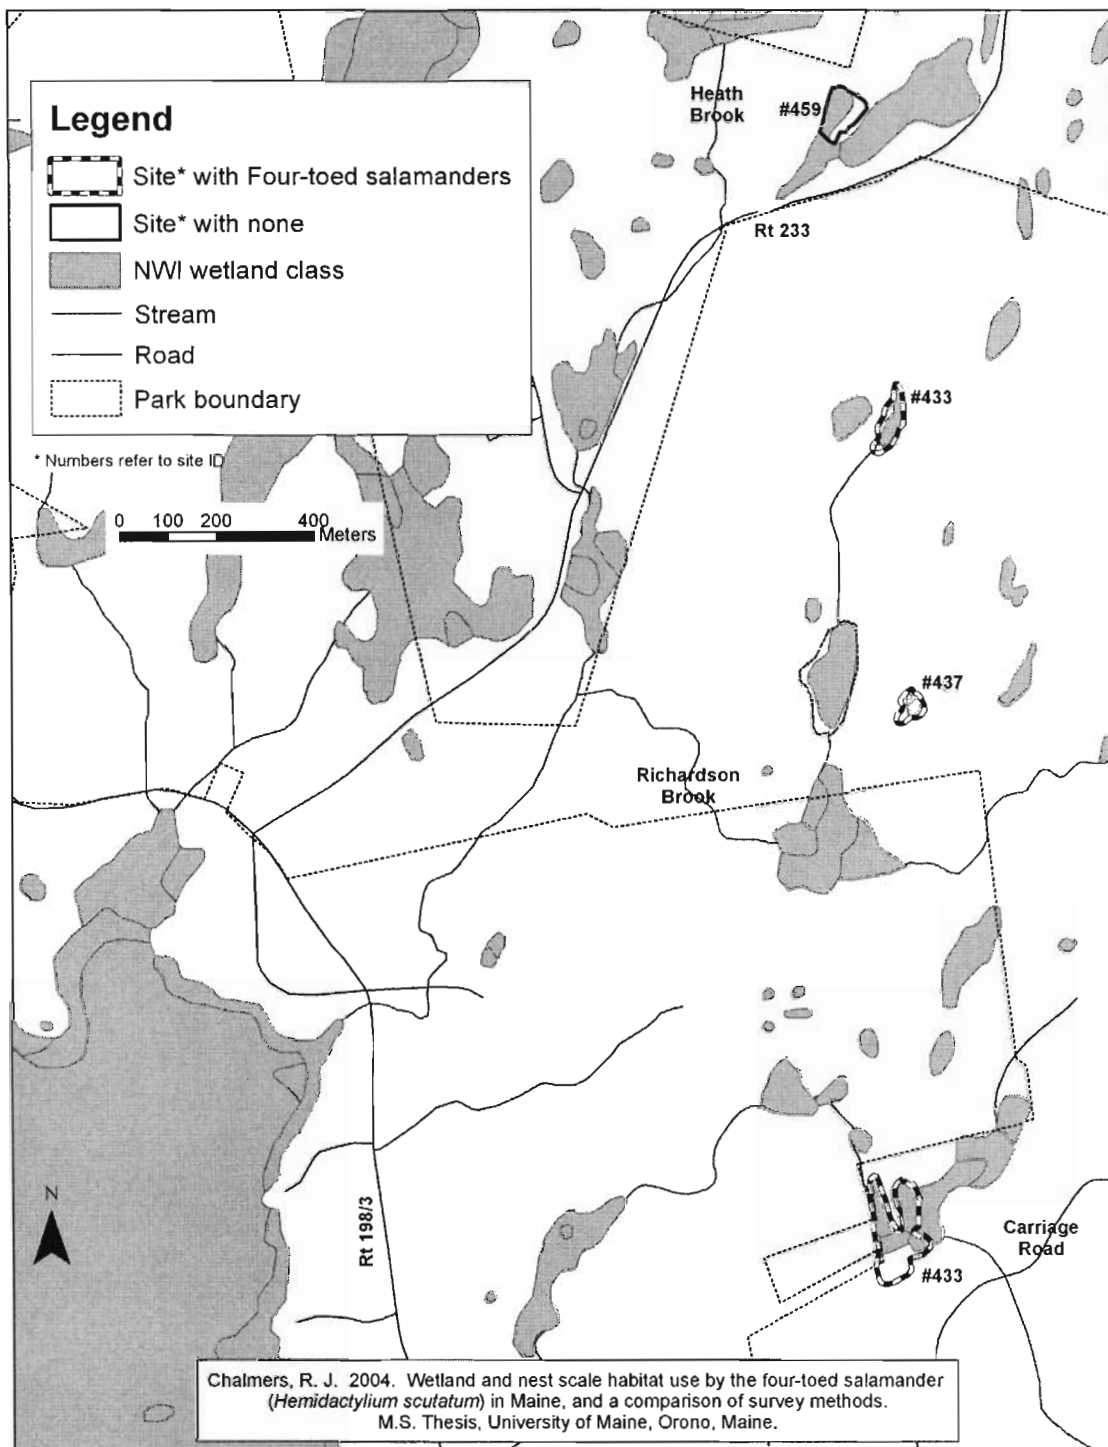 Heath
Brook
#459
Legend
Site* with Four-toed salamanders
Site* with none
NWI wetland class
Stream
Road
Park boundary
Rt 233
#433
* Numbers refer to site ID
0 100 200 400
Meters
#437
Richardson
Brook
N
Rt 198/3
Carriage
Road
#433
Chalmers, R. J. 2004. Wetland and nest scale habitat use by the four-toed salamander
(Hemidactylium scutatum) in Maine, and a comparison of survey methods.
M.S. Thesis, University of Maine, Orono, Maine.